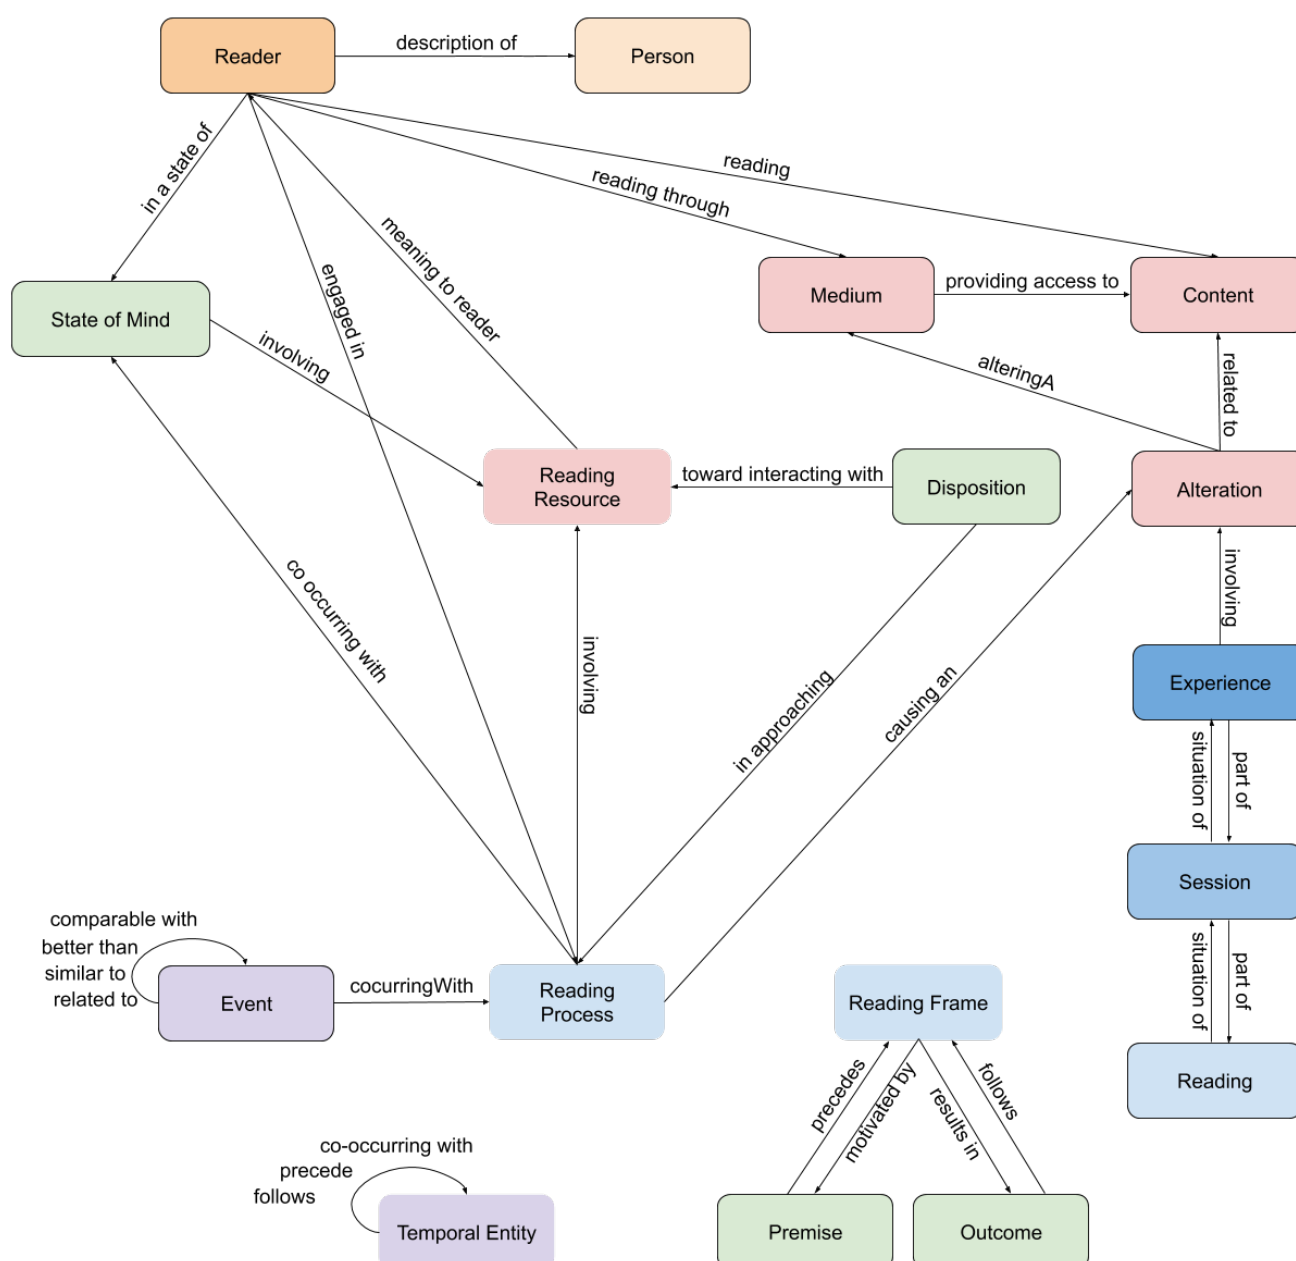 Reader
description of
Person
in a state of
reading
reading through
meaning to reader
engaged in
State of Mind
involving
Medium
providing access to
Content
alteringA
related to
Reading
Resource
toward interacting with
Disposition
Alteration
co occurring with
involving
in approaching
causing an
involving
Experience
situation of
part of
Session
situation of
part of
Reading
comparable with
better than
similar to
related to
Event
cocurringWith
Reading
Process
Reading Frame
precedes
motivated by
results in
follows
co-occurring with
precede
follows
Temporal Entity
Premise
Outcome